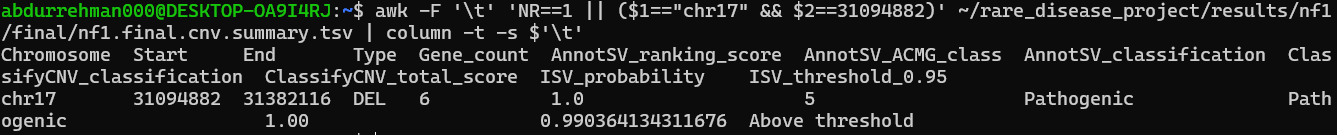 abdurrehman000@DESKTOP-OA9I4RJ:~$ awk -F '\t' 'NR==1 || ($1=="chr17" && $2==31094882)' ~/rare_disease_project/results/nf1
/final/nf1.final.cnv.summary.tsv | column -t -s $'\t'
Chromosome  Start     End       Type  Gene_count  AnnotSV_ranking_score  AnnotSV_ACMG_class  AnnotSV_classification  Clas
sifyCNV_classification  ClassifyCNV_total_score  ISV_probability    ISV_threshold_0.95
chr17       31094882  31382116  DEL   6           1.0                    5                   Pathogenic              Path
ogenic                  1.00                     0.990364134311676  Above threshold